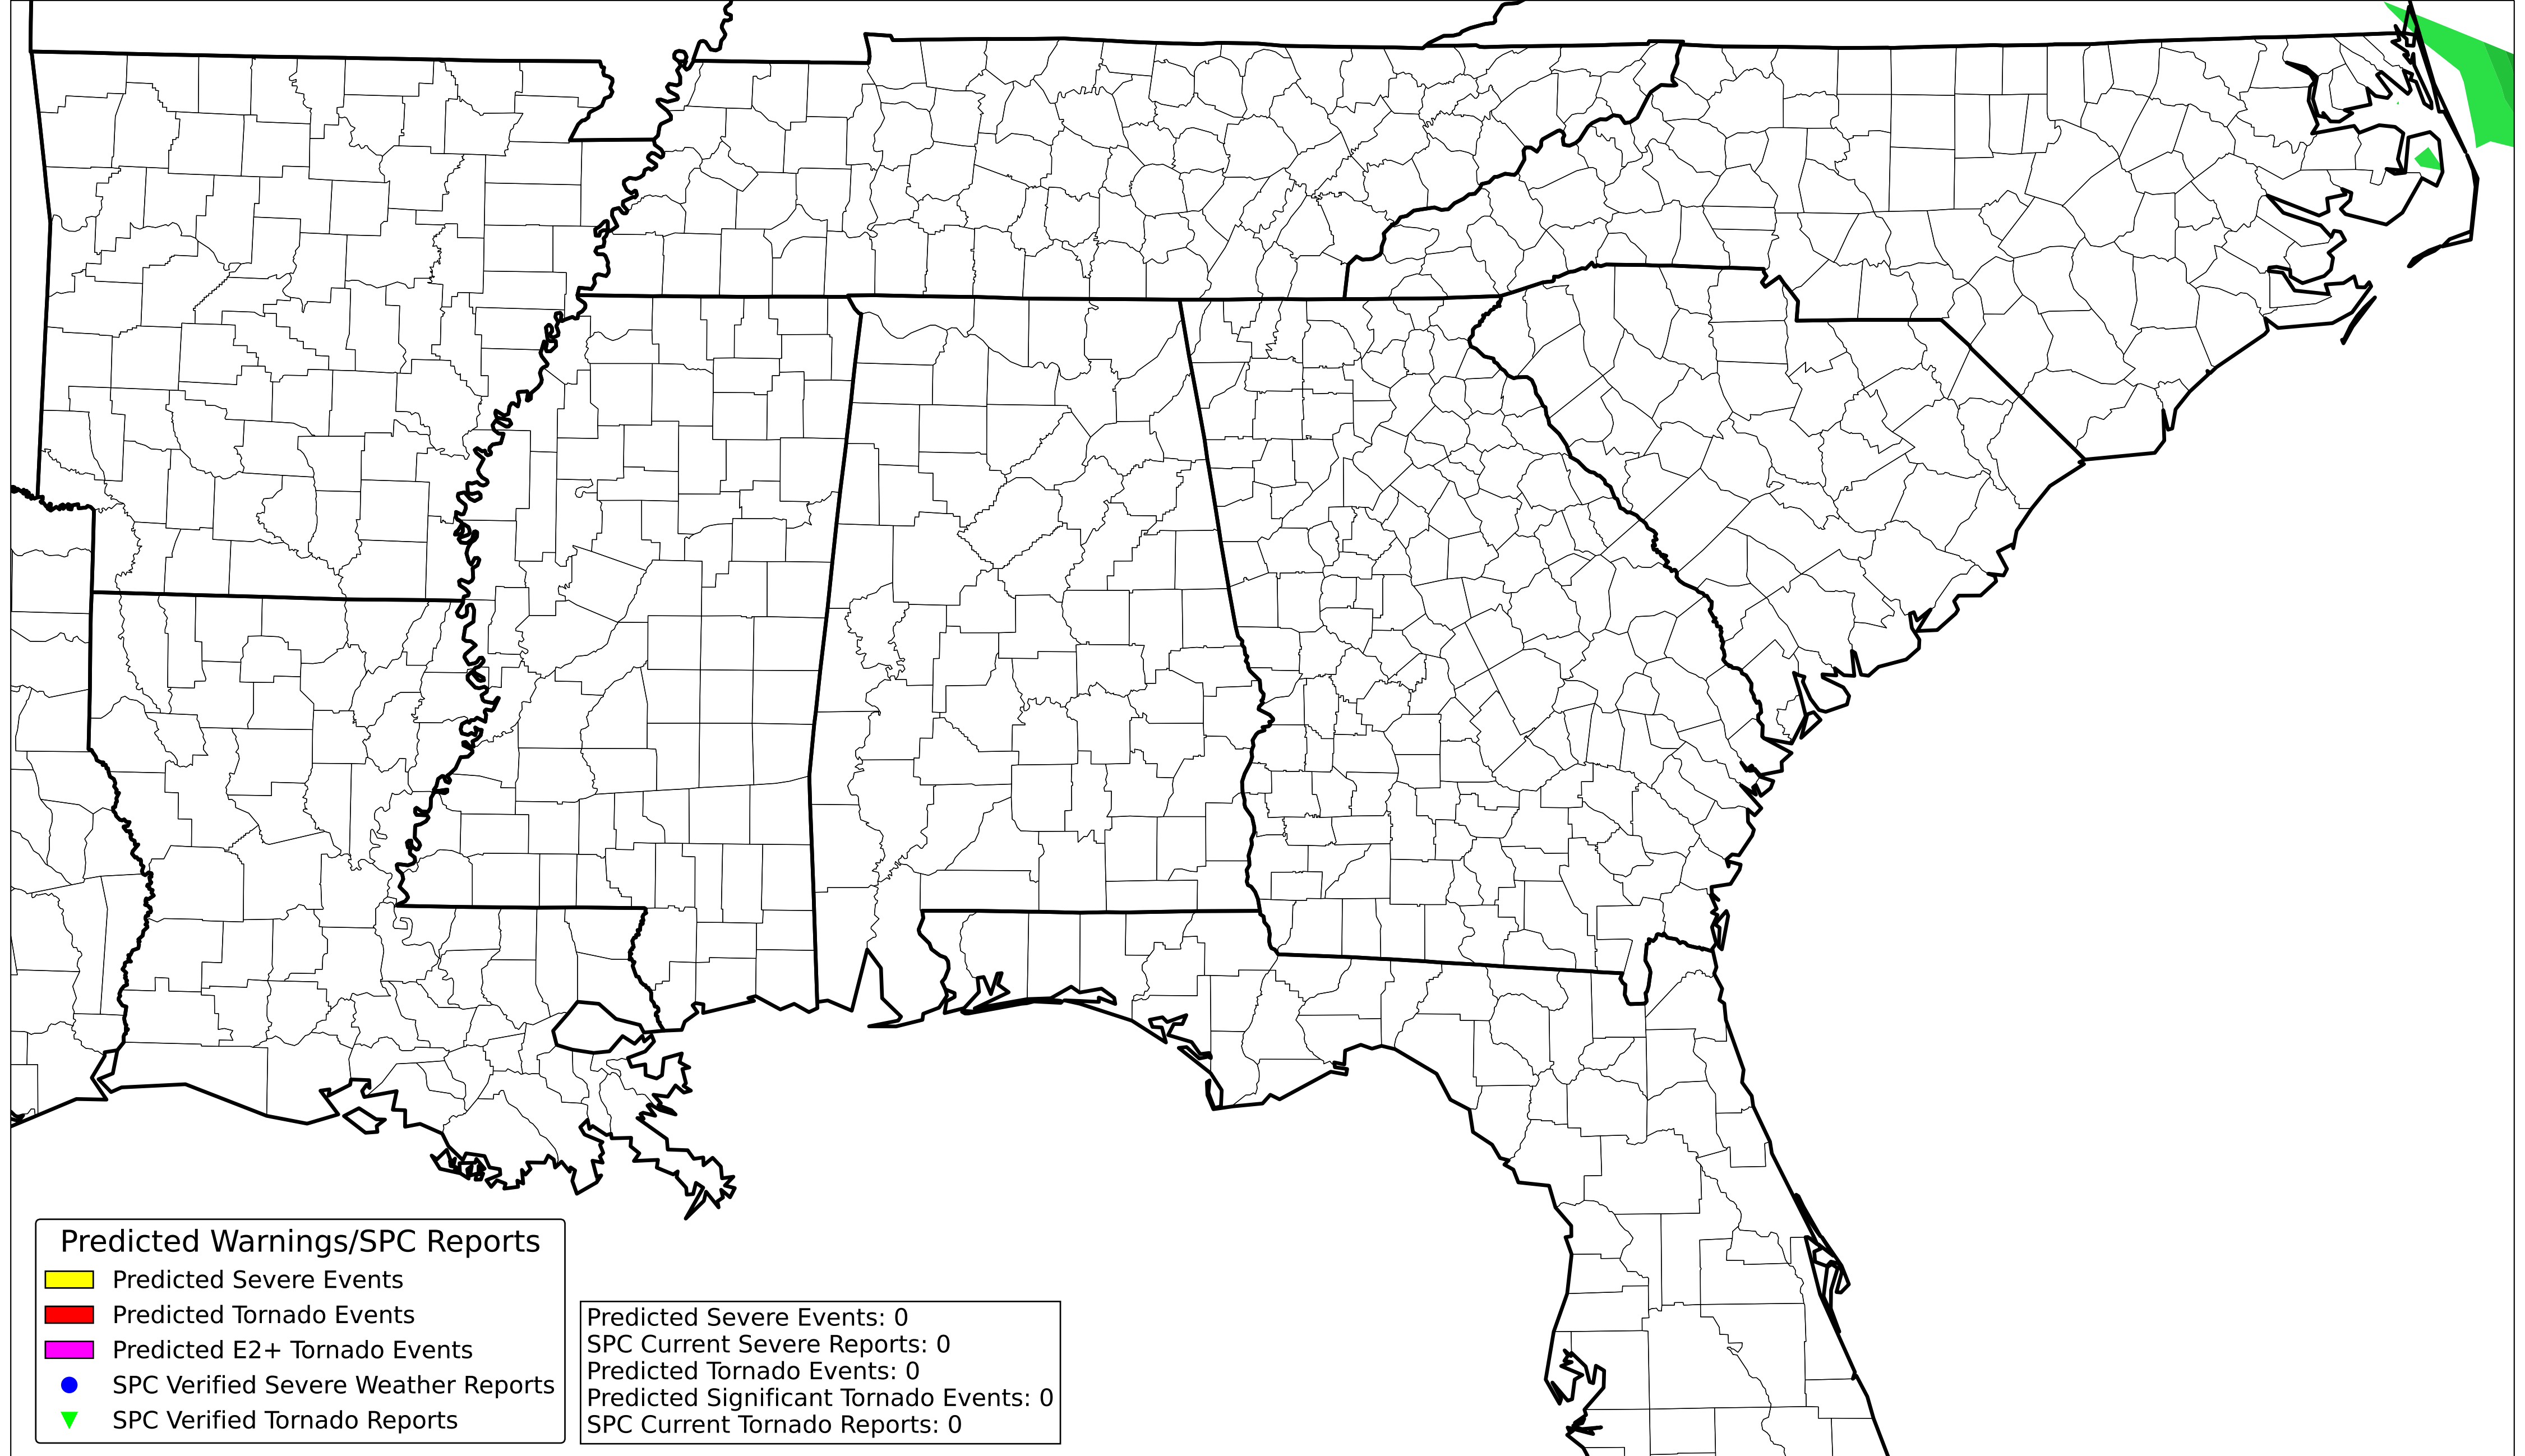 Predicted Warnings/SPC Reports
Predicted Severe Events
Predicted Tornado Events
Predicted E2+ Tornado Events
SPC Verified Severe Weather Reports
SPC Verified Tornado Reports
Predicted Severe Events: 0
SPC Current Severe Reports: 0
Predicted Tornado Events: 0
Predicted Significant Tornado Events: 0
SPC Current Tornado Reports: 0